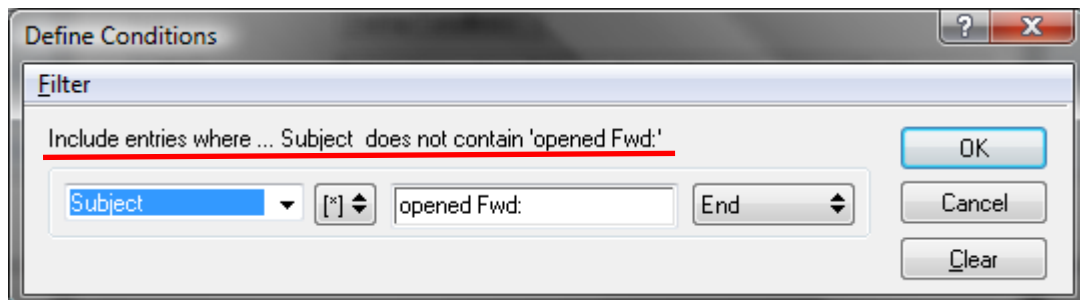 Define Conditions
?
X
Filter
Include entries where ... Subject does not contain 'opened Fwd:'
OK
Subject
[*]
opened Fwd:
End
Cancel
Clear